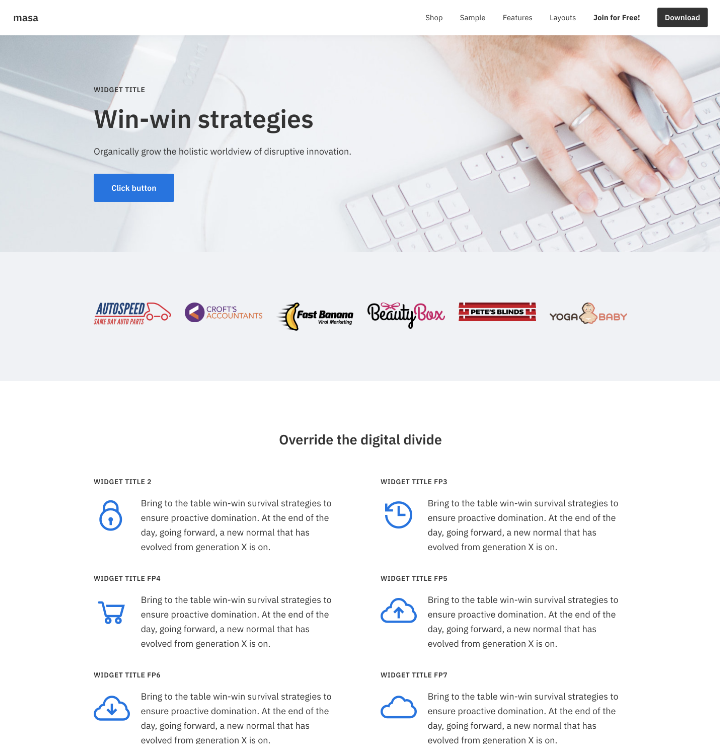 masa
Shop Sample Features Layouts Join for Free! Download
WIDGET TITLE
Win-win strategies
Organically grow the holistic worldview of disruptive innovation.
Click button
AUTOSPEED
SAME DAY AUTO PARTS
CROFT'S
ACCOUNTANTS
Fast Banana
Viral Marketing
BeautyBox
PETE'S BLINDS
YOGA BABY
Override the digital divide
WIDGET TITLE 2
Bring to the table win-win survival strategies to
ensure proactive domination. At the end of the
day, going forward, a new normal that has
evolved from generation X is on.
WIDGET TITLE FP3
Bring to the table win-win survival strategies to
ensure proactive domination. At the end of the
day, going forward, a new normal that has
evolved from generation X is on.
WIDGET TITLE FP4
Bring to the table win-win survival strategies to
ensure proactive domination. At the end of the
day, going forward, a new normal that has
evolved from generation X is on.
WIDGET TITLE FP5
Bring to the table win-win survival strategies to
ensure proactive domination. At the end of the
day, going forward, a new normal that has
evolved from generation X is on.
WIDGET TITLE FP6
Bring to the table win-win survival strategies to
ensure proactive domination. At the end of the
day, going forward, a new normal that has
evolved from generation X is on.
WIDGET TITLE FP7
Bring to the table win-win survival strategies to
ensure proactive domination. At the end of the
day, going forward, a new normal that has
evolved from generation X is on.